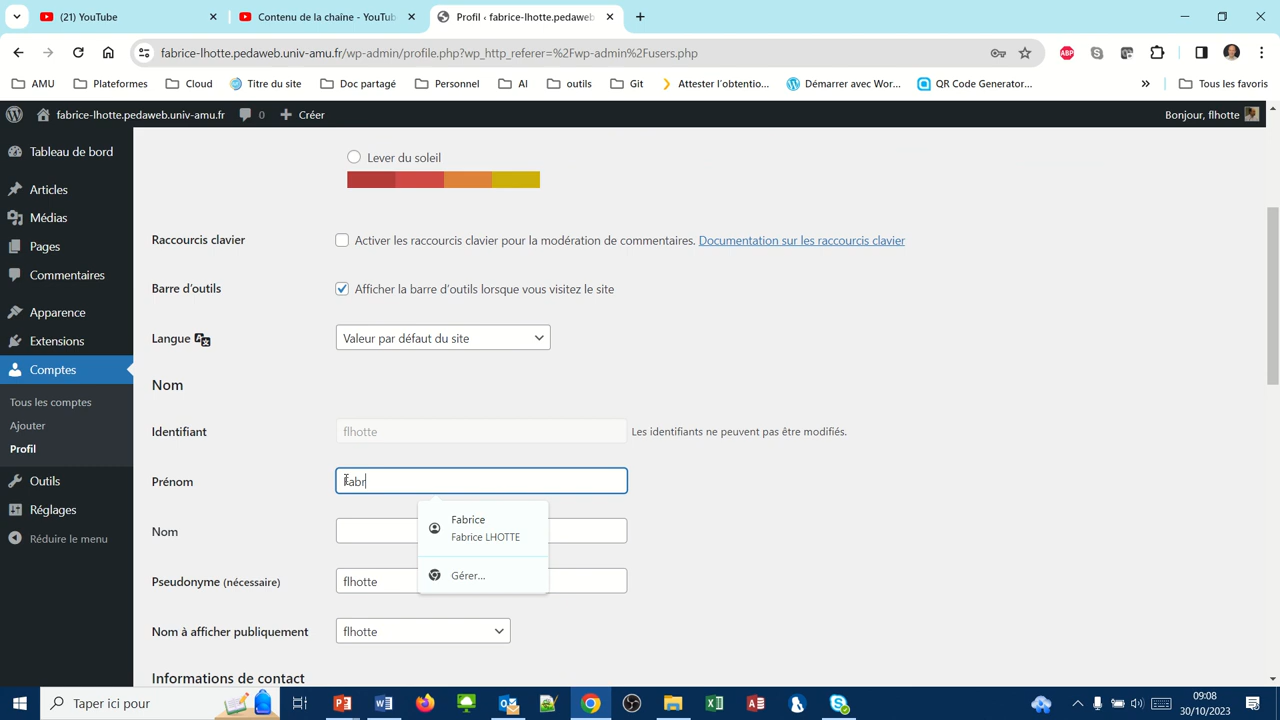 (21) YouTube
Contenu de la chaîne - YouTub
Profil ‹ fabrice-lhotte.pedaweb
fabrice-lhotte.pedaweb.univ-amu.fr/wp-admin/profile.php?wp_http_referer=%2Fwp-admin%2Fusers.php
ABP
AMU
Plateformes
Cloud
Titre du site
Doc partagé
Personnel
AI
outils
Git
Attester l'obtentio...
Démarrer avec Wor...
QR Code Generator...
»
Tous les favoris
fabrice-lhotte.pedaweb.univ-amu.fr
0
Créer
Bonjour, flhotte
Tableau de bord
Articles
Médias
Pages
Commentaires
Apparence
Extensions
Comptes
Tous les comptes
Ajouter
Profil
Outils
Réglages
Réduire le menu
Lever du soleil
Raccourcis clavier
Activer les raccourcis clavier pour la modération de commentaires. Documentation sur les raccourcis clavier
Barre d’outils
Afficher la barre d’outils lorsque vous visitez le site
Langue
Valeur par défaut du site
Nom
Identifiant
flhotte
Les identifiants ne peuvent pas être modifiés.
Prénom
Fabr
Fabrice
Fabrice LHOTTE
Gérer...
Nom
Pseudonyme (nécessaire)
flhotte
Nom à afficher publiquement
flhotte
Informations de contact
Taper ici pour
09:08
30/10/2023